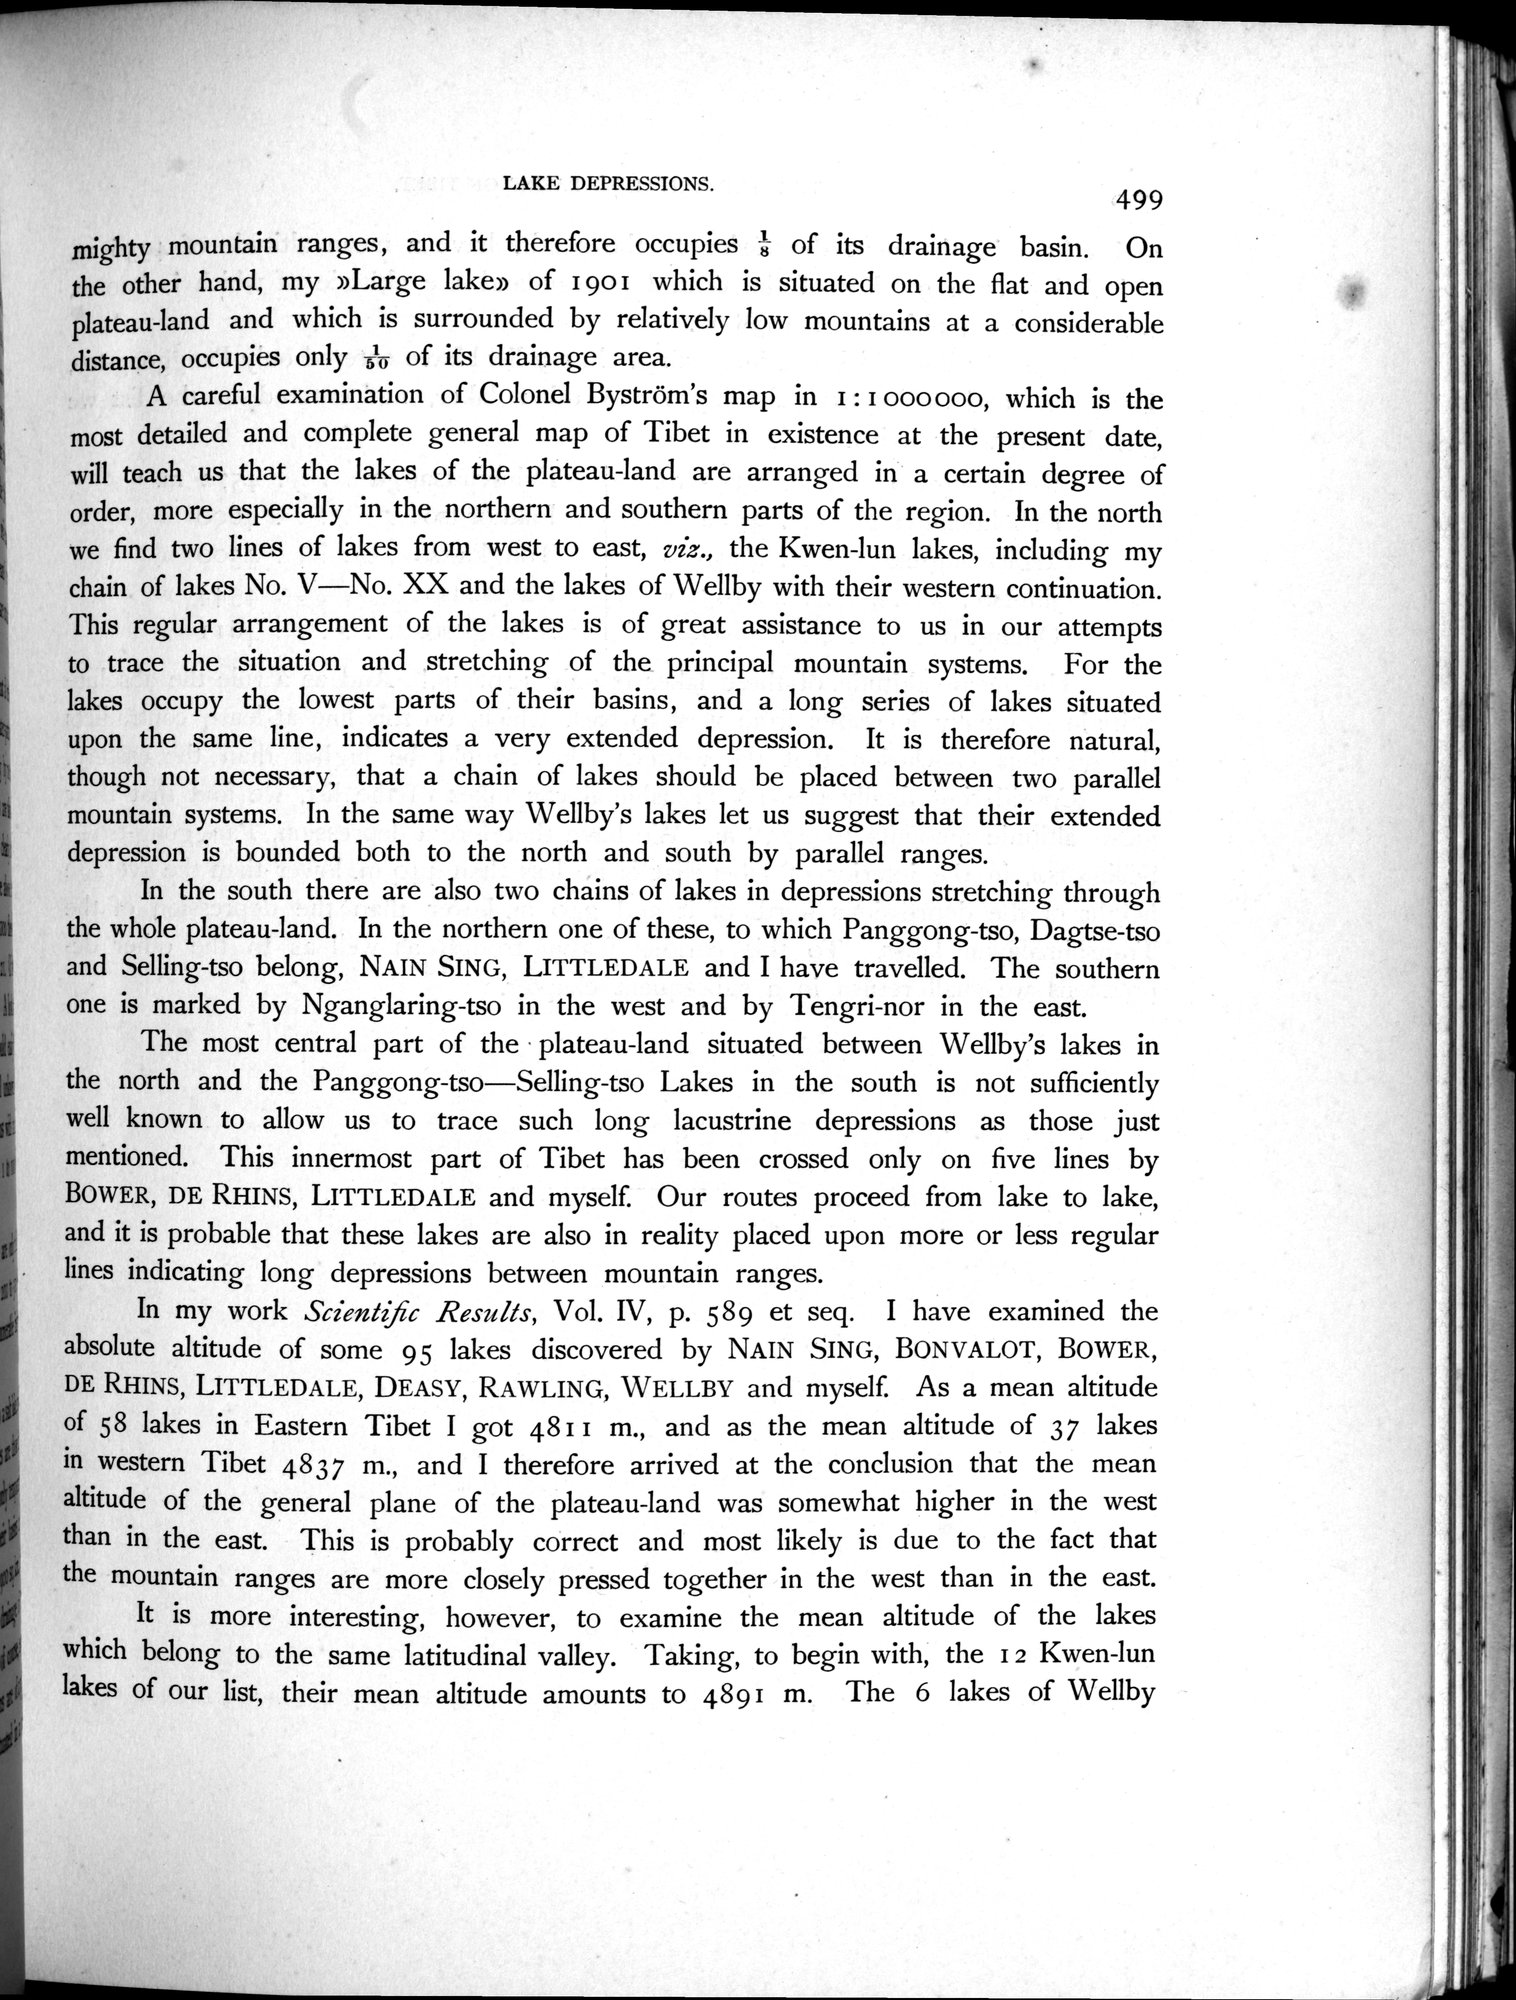 LAKE DEPRESSIONS.
499
mighty mountain ranges, and it therefore occupies ⅛ of its drainage basin. On
the other hand, my »Large lake» of 1901 which is situated on the flat and open
plateau-land and which is surrounded by relatively low mountains at a considerable
distance, occupies only 1/50 of its drainage area.
A careful examination of Colonel Byström's map in 1:1000000, which is the
most detailed and complete general map of Tibet in existence at the present date,
will teach us that the lakes of the plateau-land are arranged in a certain degree of
order, more especially in the northern and southern parts of the region. In the north
we find two lines of lakes from west to east, viz., the Kwen-lun lakes, including my
chain of lakes No. V—No. XX and the lakes of Wellby with their western continuation.
This regular arrangement of the lakes is of great assistance to us in our attempts
to trace the situation and stretching of the principal mountain systems. For the
lakes occupy the lowest parts of their basins, and a long series of lakes situated
upon the same line, indicates a very extended depression. It is therefore natural,
though not necessary, that a chain of lakes should be placed between two parallel
mountain systems. In the same way Wellby's lakes let us suggest that their extended
depression is bounded both to the north and south by parallel ranges.
In the south there are also two chains of lakes in depressions stretching through
the whole plateau-land. In the northern one of these, to which Panggong-tso, Dagtse-tso
and Selling-tso belong, NAIN SING, LITTLEDALE and I have travelled. The southern
one is marked by Nganglaring-tso in the west and by Tengri-nor in the east.
The most central part of the plateau-land situated between Wellby's lakes in
the north and the Panggong-tso—Selling-tso Lakes in the south is not sufficiently
well known to allow us to trace such long lacustrine depressions as those just
mentioned. This innermost part of Tibet has been crossed only on five lines by
BOWER, DE RHINS, LITTLEDALE and myself. Our routes proceed from lake to lake,
and it is probable that these lakes are also in reality placed upon more or less regular
lines indicating long depressions between mountain ranges.
In my work Scientific Results, Vol. IV, p. 589 et seq. I have examined the
absolute altitude of some 95 lakes discovered by NAIN SING, BONVALOT, BOWER,
DE RHINS, LITTLEDALE, DEASY, RAWLING, WELLBY and myself. As a mean altitude
of 58 lakes in Eastern Tibet I got 4811 m., and as the mean altitude of 37 lakes
in western Tibet 4837 m., and I therefore arrived at the conclusion that the mean
altitude of the general plane of the plateau-land was somewhat higher in the west
than in the east. This is probably correct and most likely is due to the fact that
the mountain ranges are more closely pressed together in the west than in the east.
It is more interesting, however, to examine the mean altitude of the lakes
which belong to the same latitudinal valley. Taking, to begin with, the 12 Kwen-lun
lakes of our list, their mean altitude amounts to 4891 m. The 6 lakes of Wellby